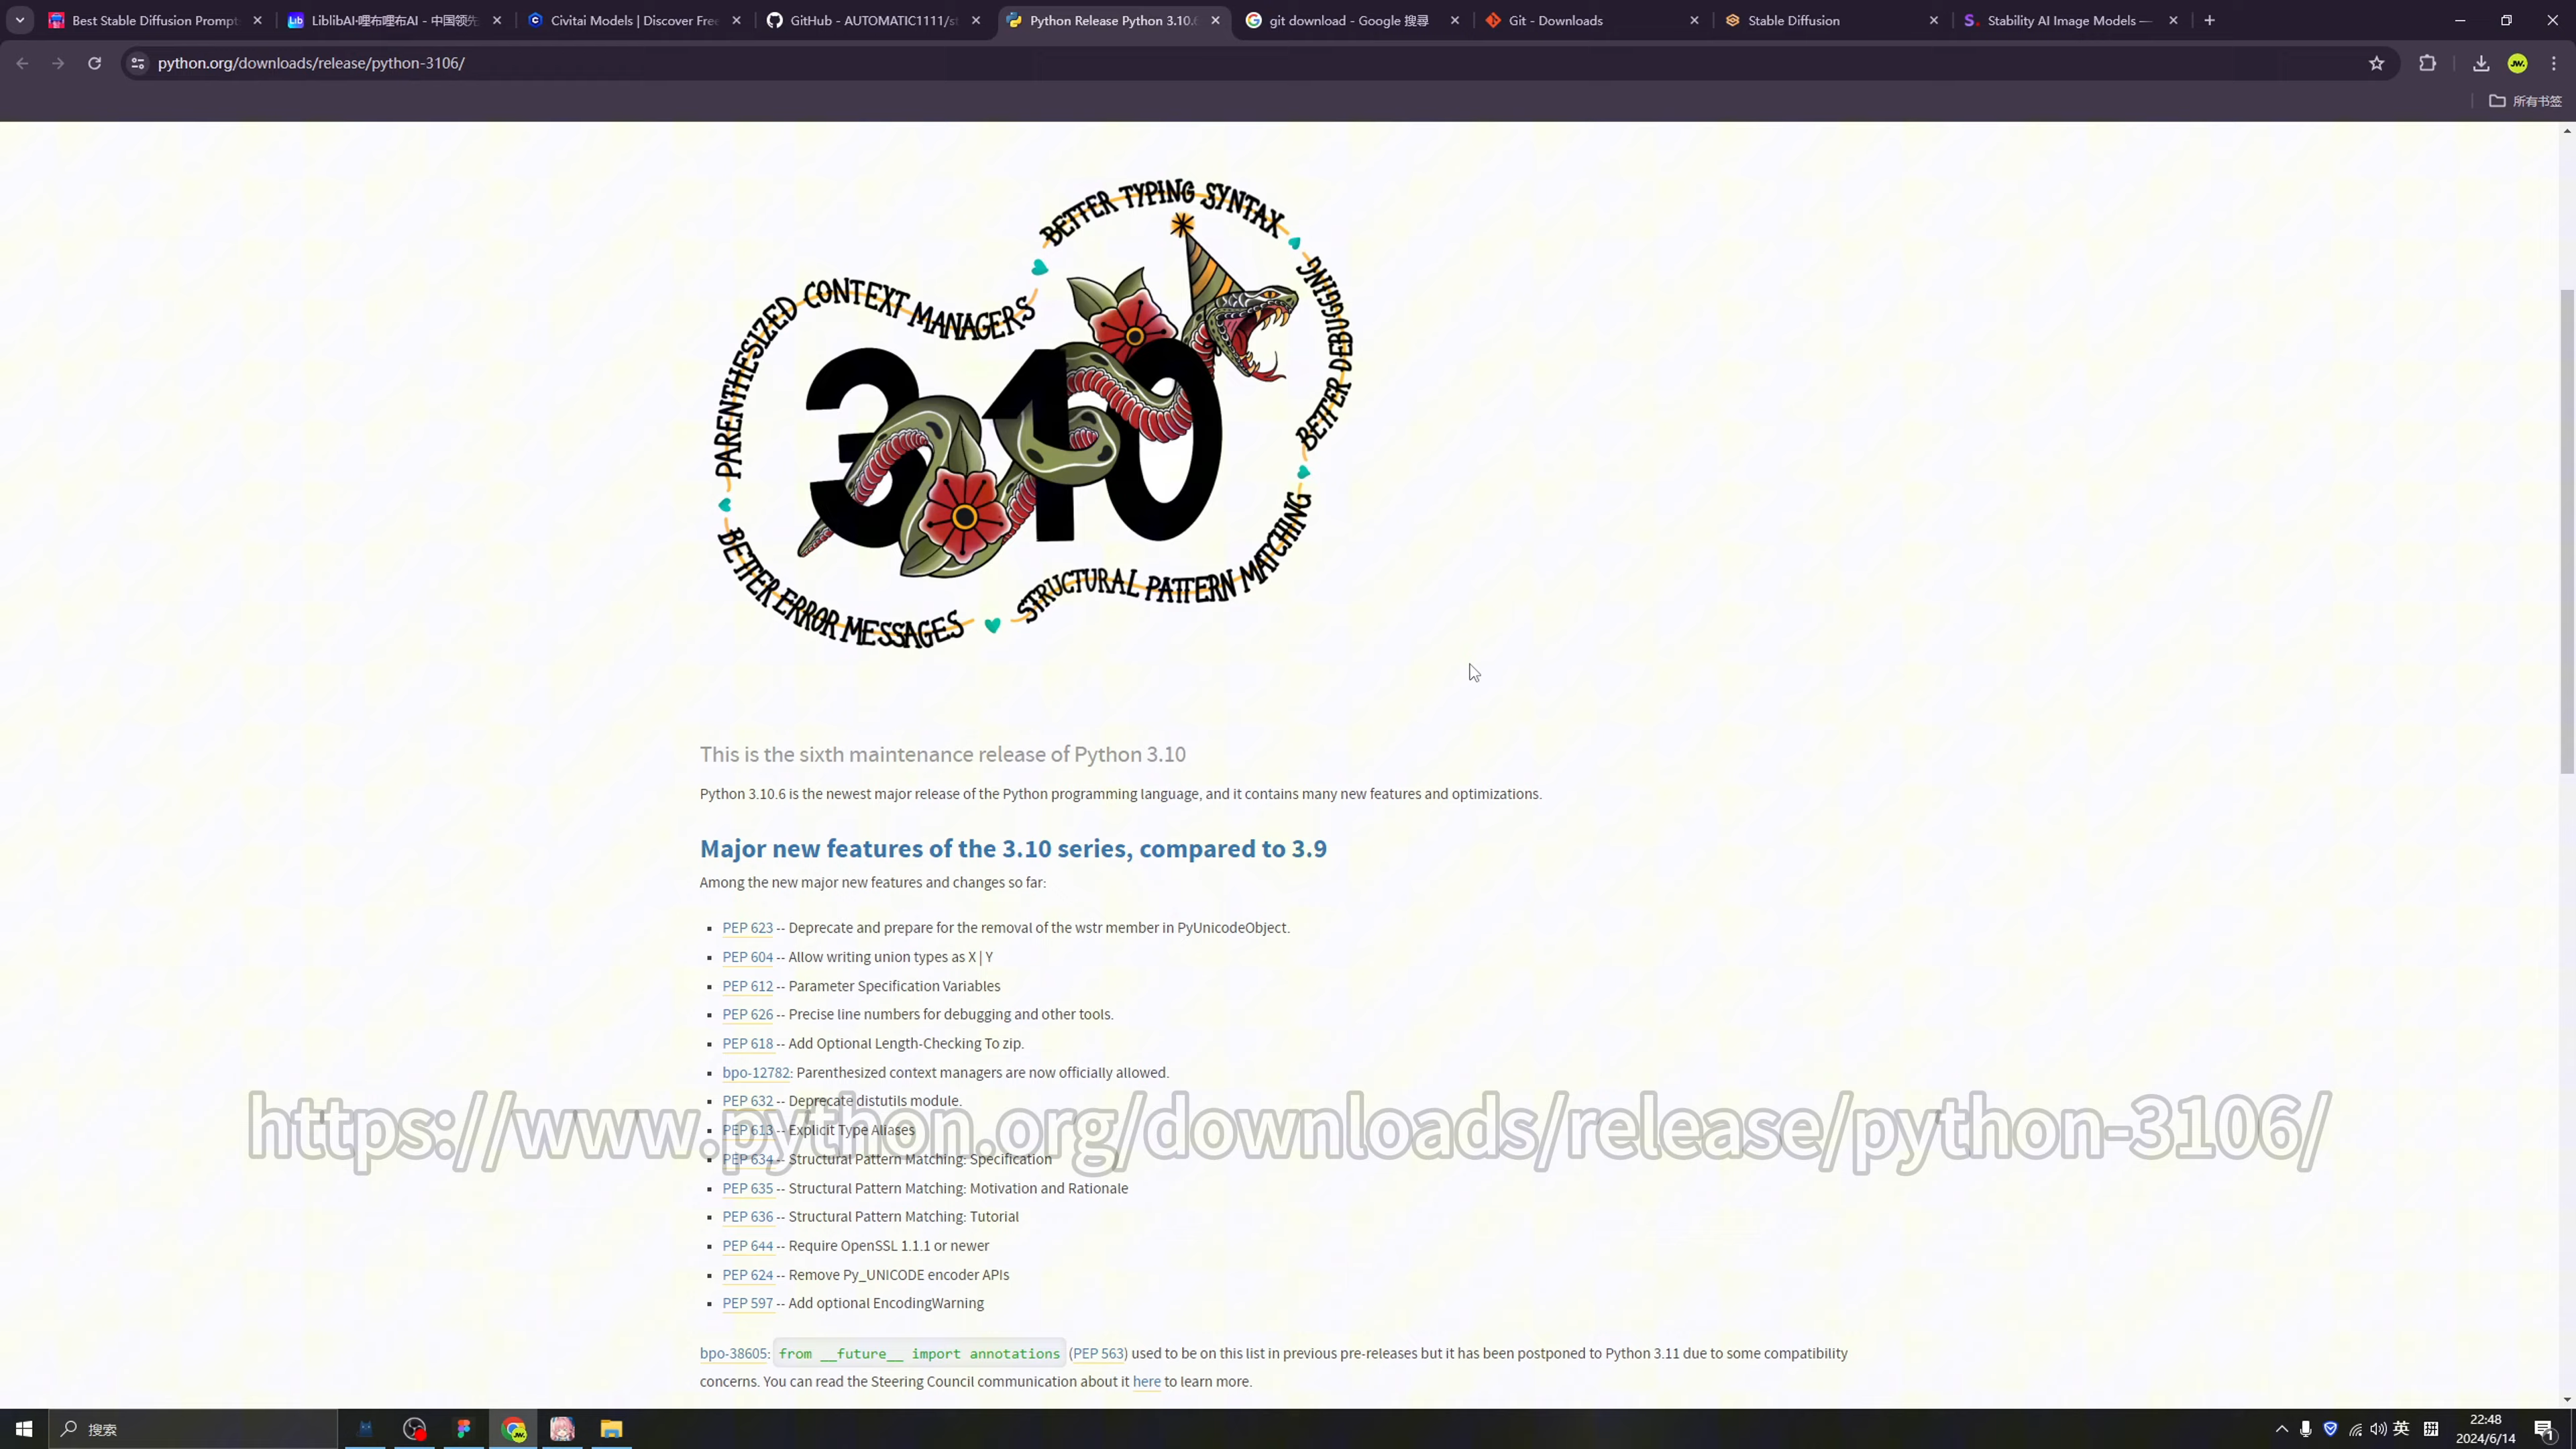 Best Stable Diffusion Prompt
LiblibAI·哩布哩布AI - 中国领先
Civitai Models | Discover Free
GitHub - AUTOMATIC1111/st
Python Release Python 3.10.6
git download - Google 搜尋
Git - Downloads
Stable Diffusion
Stability AI Image Models —
python.org/downloads/release/python-3106/
所有书签
BETTER TYPING SYNTAX
BETTER DEBUGGING
PARENTHESIZED CONTEXT MANAGERS
3.10
STRUCTURAL PATTERN MATCHING
BETTER ERROR MESSAGES
This is the sixth maintenance release of Python 3.10
Python 3.10.6 is the newest major release of the Python programming language, and it contains many new features and optimizations.
Major new features of the 3.10 series, compared to 3.9
Among the new major new features and changes so far:
PEP 623 -- Deprecate and prepare for the removal of the wstr member in PyUnicodeObject.
PEP 604 -- Allow writing union types as X | Y
PEP 612 -- Parameter Specification Variables
PEP 626 -- Precise line numbers for debugging and other tools.
PEP 618 -- Add Optional Length-Checking To zip.
bpo-12782: Parenthesized context managers are now officially allowed.
PEP 632 -- Deprecate distutils module.
PEP 613 -- Explicit Type Aliases
https://www.python.org/downloads/release/python-3106/
PEP 634 -- Structural Pattern Matching: Specification
PEP 635 -- Structural Pattern Matching: Motivation and Rationale
PEP 636 -- Structural Pattern Matching: Tutorial
PEP 644 -- Require OpenSSL 1.1.1 or newer
PEP 624 -- Remove Py_UNICODE encoder APIs
PEP 597 -- Add optional EncodingWarning
bpo-38605: from __future__ import annotations (PEP 563) used to be on this list in previous pre-releases but it has been postponed to Python 3.11 due to some compatibility
concerns. You can read the Steering Council communication about it here to learn more.
搜索
英
拼
22:48
2024/6/14
1